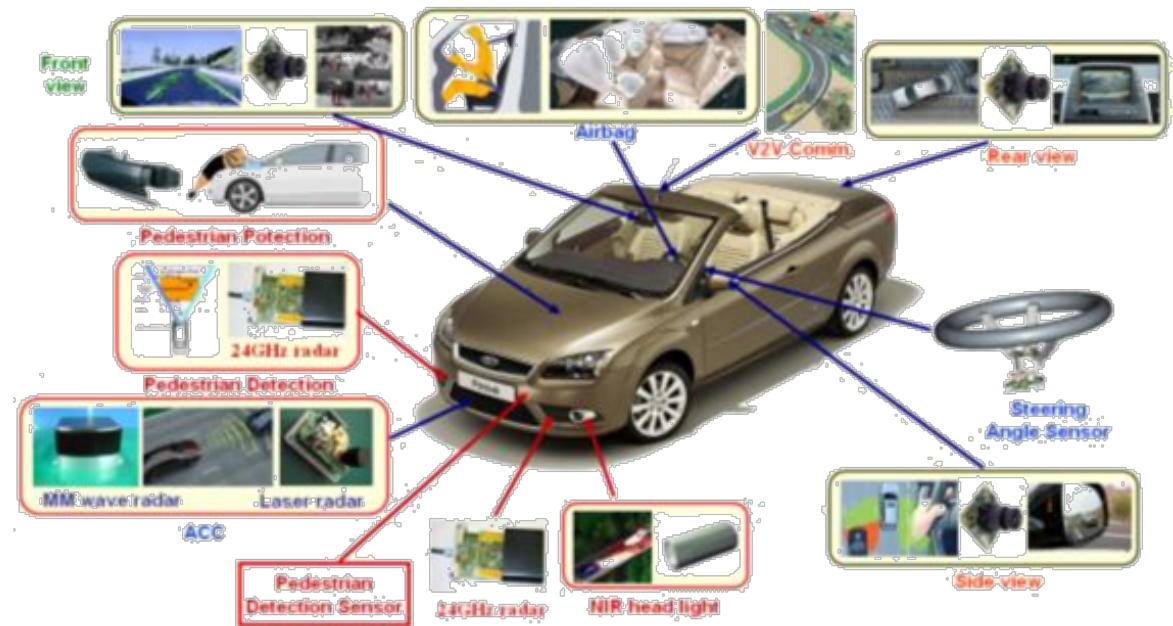 Front
view
Airbag
V2V Comm.
Rear view
Pedestrian Potection
24GHz radar
Pedestrian Detection
MM wave radar
Laser radar
ACC
Steering
Angle Sensor
Side view
Pedestrian
Detection Sensor
24GHz radar
NIR head light